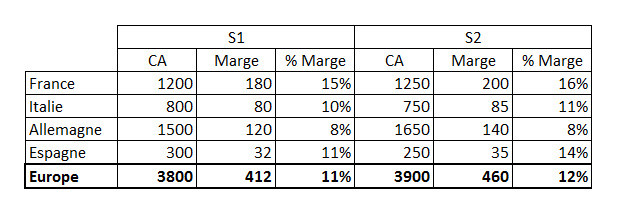 S1 S2
CA Marge % Marge CA Marge % Marge
France 1200 180 15% 1250 200 16%
Italie 800 80 10% 750 85 11%
Allemagne 1500 120 8% 1650 140 8%
Espagne 300 32 11% 250 35 14%
Europe 3800 412 11% 3900 460 12%